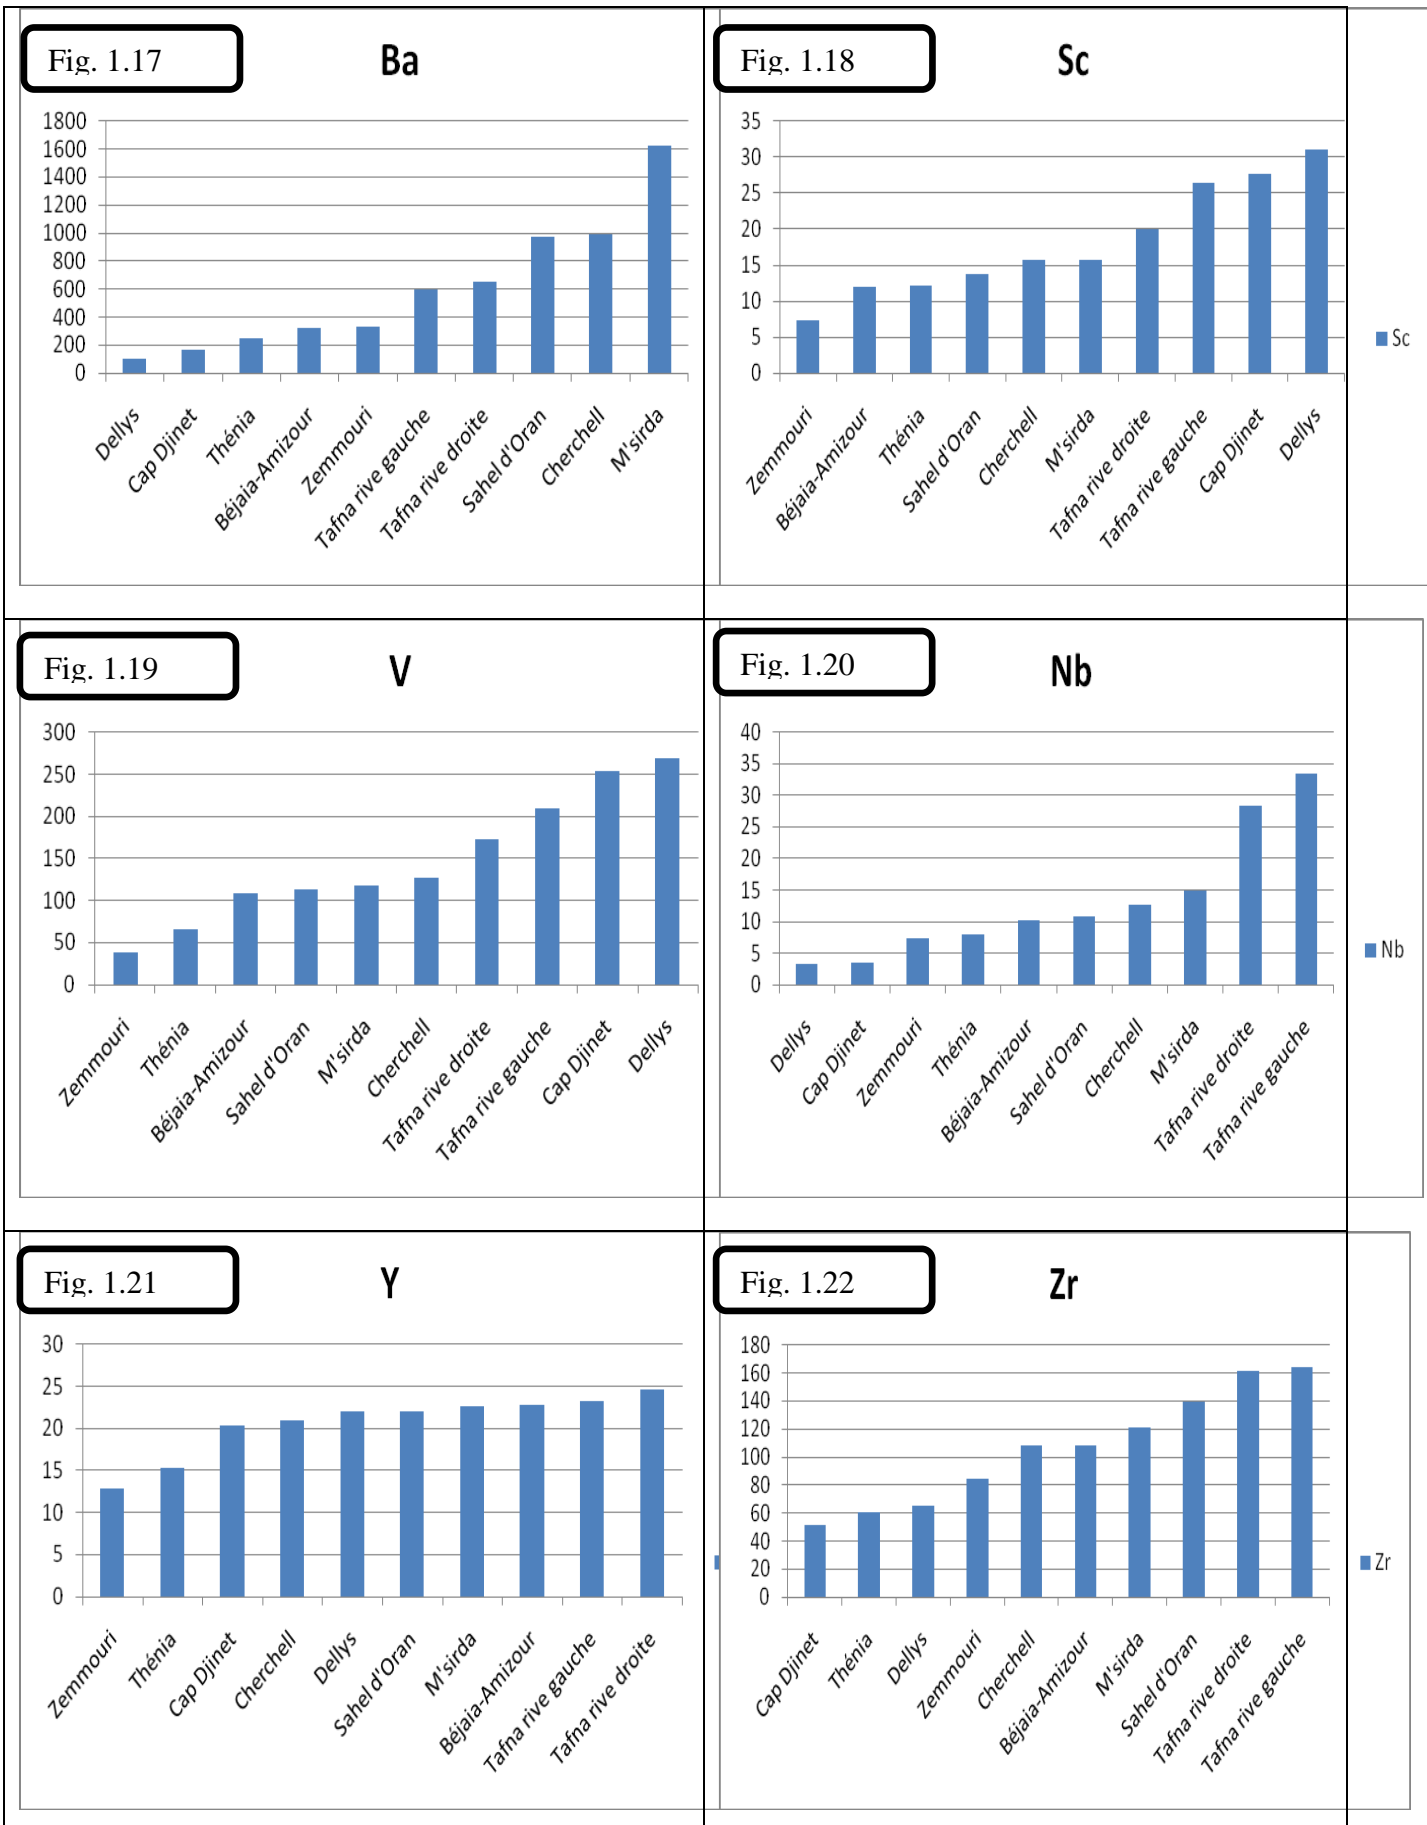 Fig. 1.17
Ba
1800
1600
1400
1200
1000
800
600
400
200
0
Dellys
Cap Djinet
Thénia
Béjaia-Amizour
Zemmouri
Tafna rive gauche
Tafna rive droite
Sahel d'Oran
Cherchell
M'sirda
Fig. 1.18
Sc
35
30
25
20
15
10
5
0
Zemmouri
Béjaia-Amizour
Thénia
Sahel d'Oran
Cherchell
M'sirda
Tafna rive droite
Tafna rive gauche
Cap Djinet
Dellys
Sc
Fig. 1.19
V
300
250
200
150
100
50
0
Zemmouri
Thénia
Béjaia-Amizour
Sahel d'Oran
M'sirda
Cherchell
Tafna rive droite
Tafna rive gauche
Cap Djinet
Dellys
Fig. 1.20
Nb
40
35
30
25
20
15
10
5
0
Dellys
Cap Djinet
Zemmouri
Thénia
Béjaia-Amizour
Sahel d'Oran
Cherchell
M'sirda
Tafna rive droite
Tafna rive gauche
Nb
Fig. 1.21
Y
30
25
20
15
10
5
0
Zemmouri
Thénia
Cap Djinet
Cherchell
Dellys
Sahel d'Oran
M'sirda
Béjaia-Amizour
Tafna rive gauche
Tafna rive droite
Fig. 1.22
Zr
180
160
140
120
100
80
60
40
20
0
Cap Djinet
Thénia
Dellys
Zemmouri
Cherchell
Béjaia-Amizour
M'sirda
Sahel d'Oran
Tafna rive droite
Tafna rive gauche
Zr